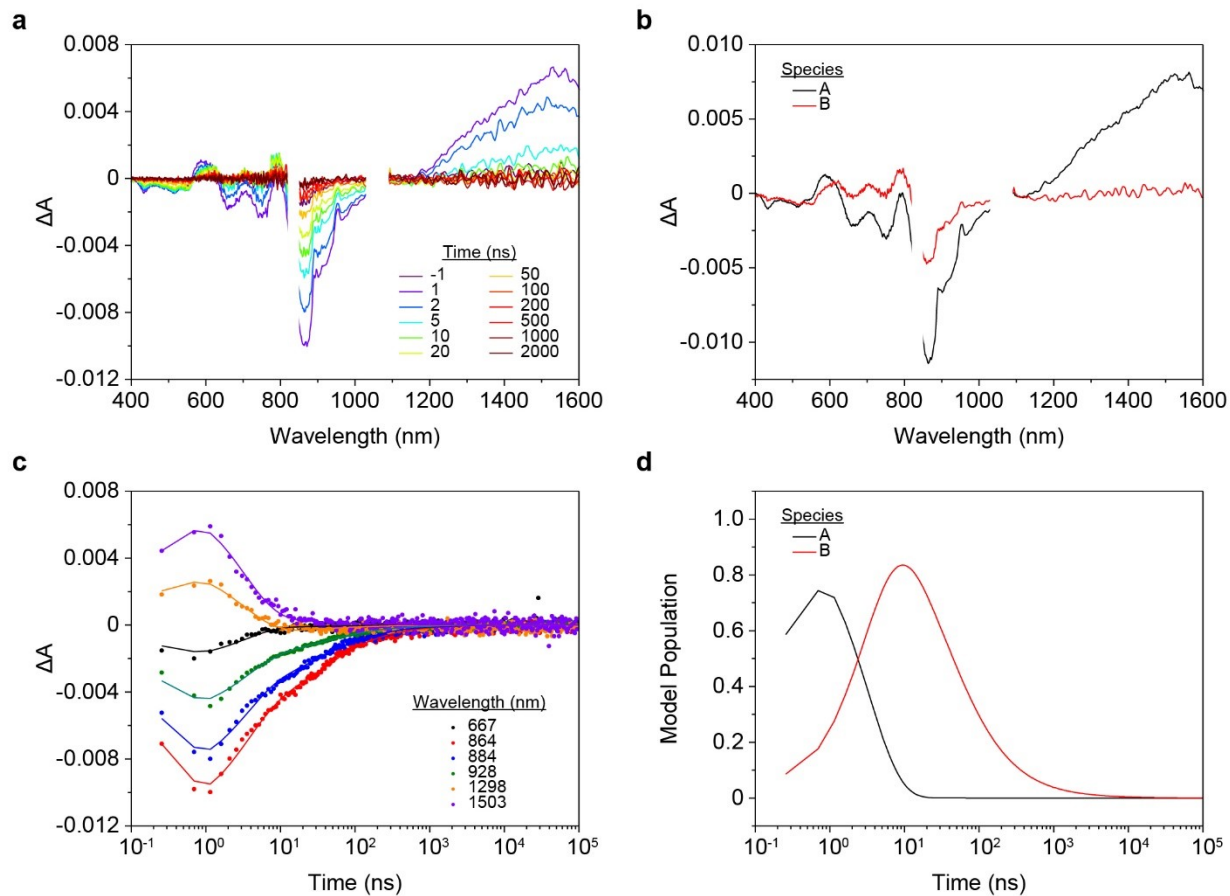 a
0.008
0.004
0
-0.004
-0.008
-0.012
ΔA
Time (ns)
-1 50
1 100
2 200
5 500
10 1000
20 2000
400 600 800 1000 1200 1400 1600
Wavelength (nm)
b
0.010
0.005
0.000
-0.005
-0.010
ΔA
Species
A
B
400 600 800 1000 1200 1400 1600
Wavelength (nm)
c
0.008
0.004
0
-0.004
-0.008
-0.012
ΔA
Wavelength (nm)
667
864
884
928
1298
1503
10-1 100 101 102 103 104 105
Time (ns)
d
1.0
0.8
0.6
0.4
0.2
0
Model Population
Species
A
B
10-1 100 101 102 103 104 105
Time (ns)